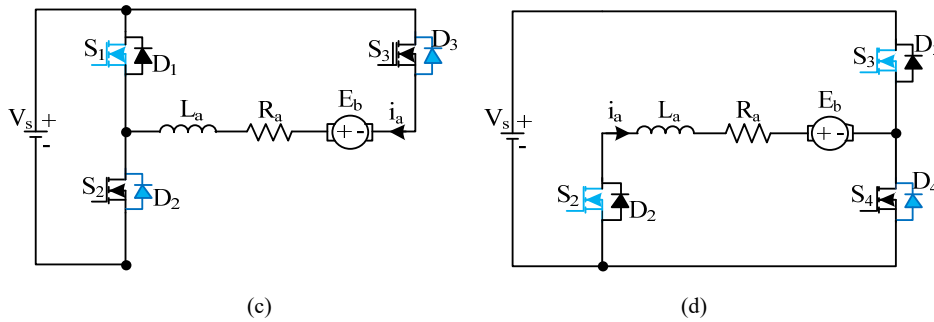 S1
D1
S3
D3
Vs
+
-
La
Ra
Eb
+ -
ia
S2
D2
(c)
S3
Vs
+
-
ia
La
Ra
Eb
+ -
S2
D2
S4
D4
(d)